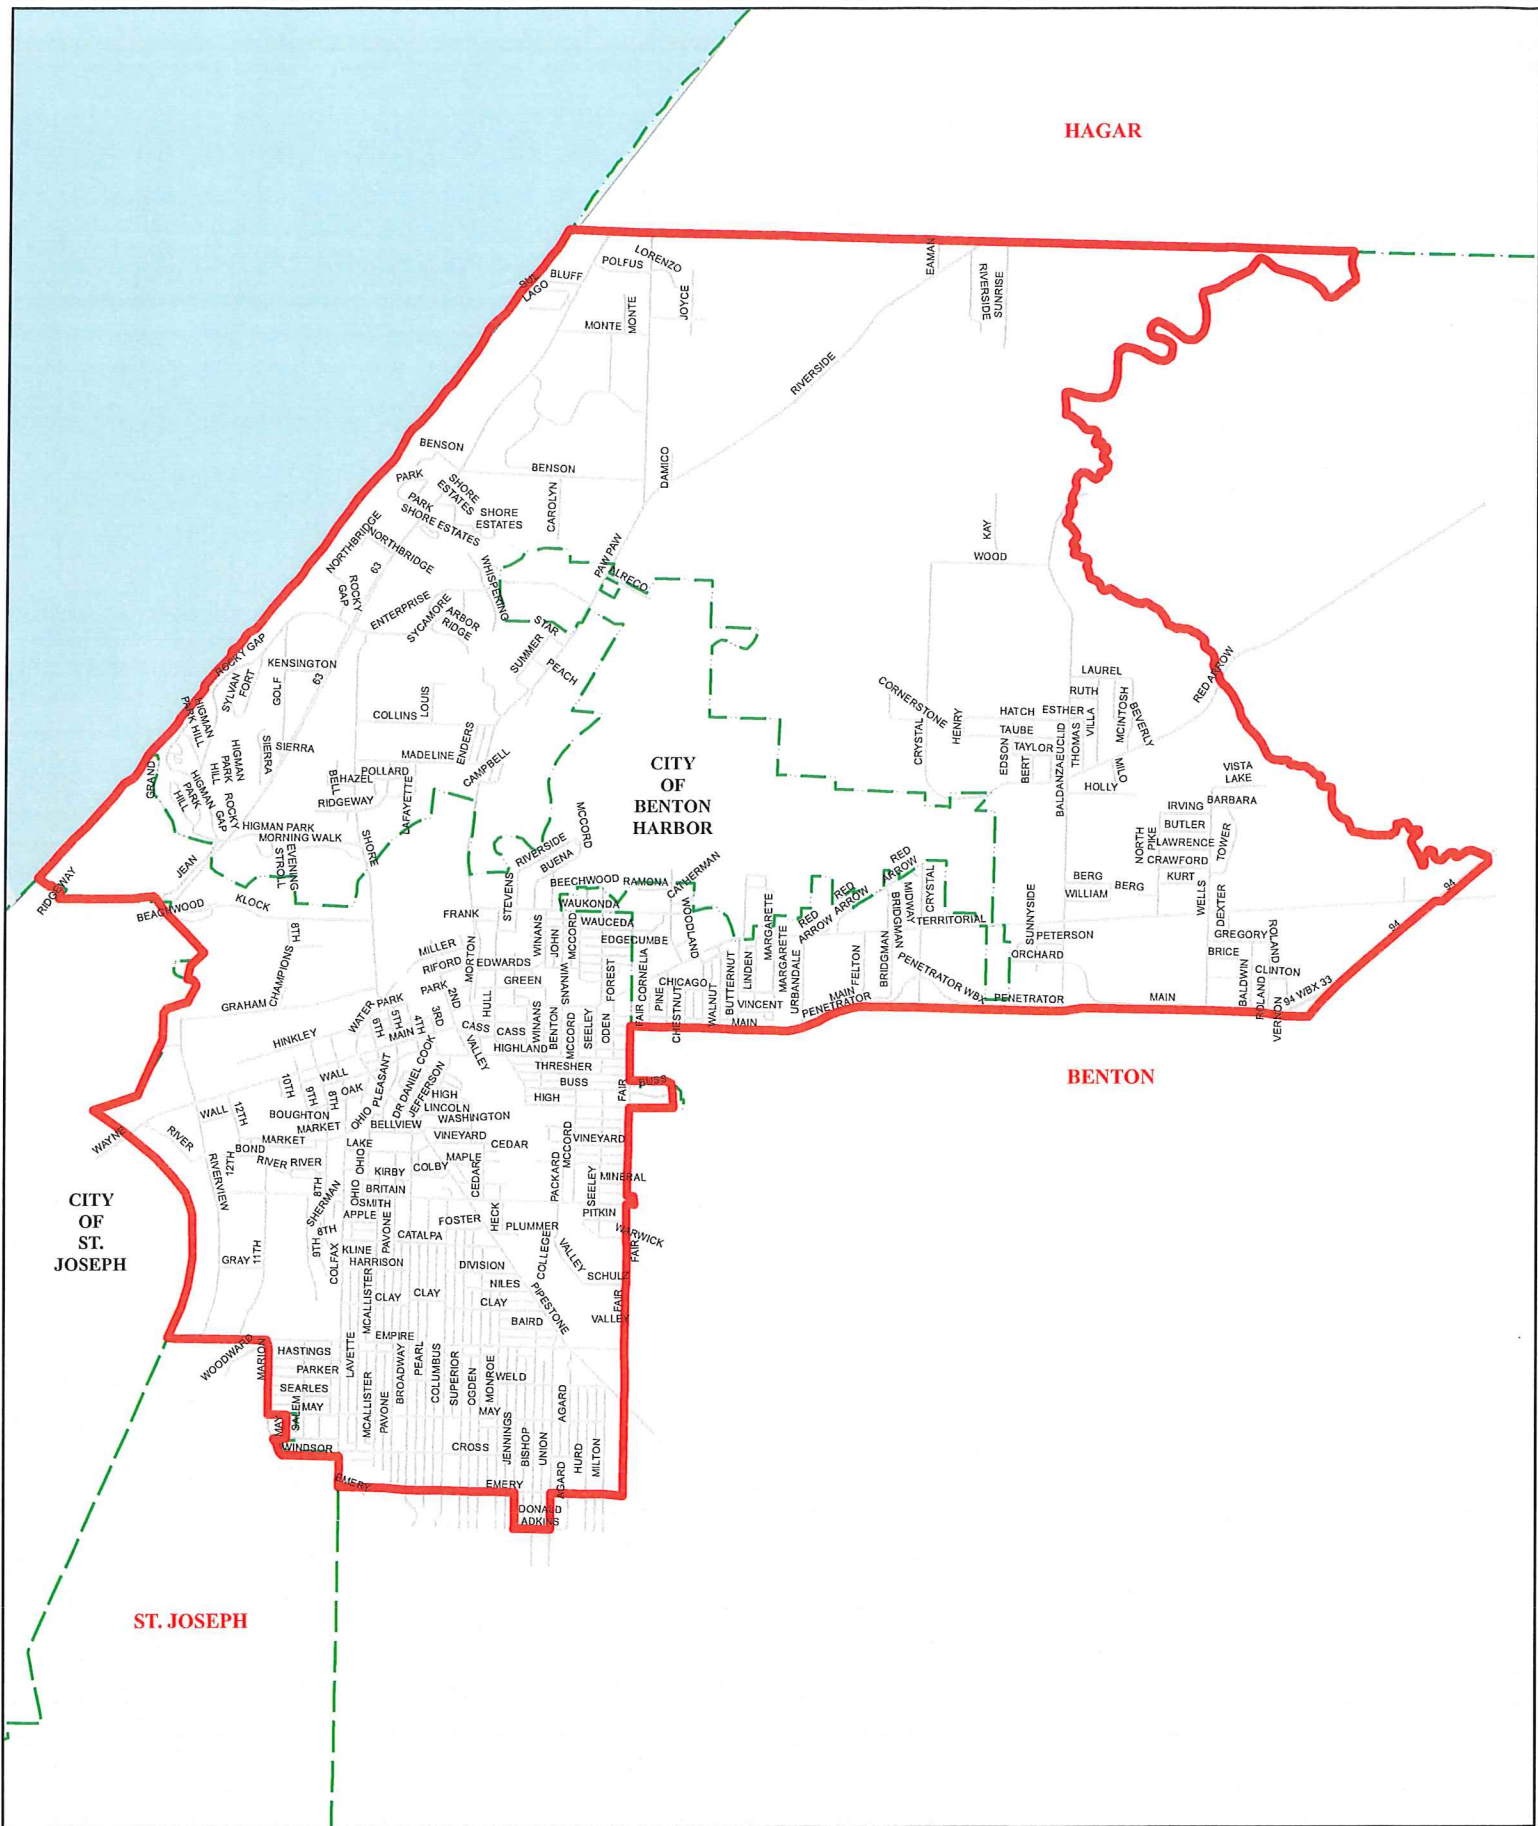 HAGAR
LORENZO
POLFUS
BLUFF
SUL
LAGO
EAMAN
RIVERSIDE
SUNRISE
JOYCE
MONTE
MONTE
RIVERSIDE
BENSON
BENSON
DAMICO
PARK
SHORE
ESTATES
PARK
SHORE ESTATES
SHORE
ESTATES
CAROLYN
NORTHBRIDGE
NORTHBRIDGE
63
WHISPERING
PAW PAW
ALRECO
KAY
WOOD
ROCKY
GAP
ENTERPRISE
SYCAMORE
ARBOR
RIDGE
STAR
SUMMER
PEACH
ROCKY GAP
KENSINGTON
63
SYLVAN
FORT
GOLF
LAUREL
RUTH
RED ARROW
CORNERSTONE
HIGMAN
PARK HILL
COLLINS
LOUIS
HATCH
ESTHER
VILLA
MCINTOSH
BEVERLY
HENRY
TAUBE
CRYSTAL
SIERRA
SIERRA
ENDERS
MADELINE
CAMPBELL
EDSON
TAYLOR
BERT
EUCLID
THOMAS
MILO
BALDANZA
HOLLY
VISTA
LAKE
GRAND
HIGMAN
PARK
HILL
HIGMAN
PARK
HILL
BELL
HAZEL
POLLARD
RIDGEWAY
LAFAYETTE
CITY
OF
BENTON
HARBOR
ROCKY
GAP
IRVING
BARBARA
BUTLER
LAWRENCE
CRAWFORD
KURT
TOWER
NORTH
PIKE
HIGMAN PARK
MORNING WALK
EVENING
STROLL
SHORE
JEAN
RIDGEWAY
MCCORD
RIVERSIDE
BUENA
BEECHWOOD
RAMONA
CATHERMAN
RED
ARROW
RED
ARROW
RED
ARROW
MIDWAY
CRYSTAL
BERG
WILLIAM
BERG
WELLS
DEXTER
94
94
BEACHWOOD
KLOCK
STEVENS
WAUKONDA
WAUCEDA
EDGECUMBE
WOODLAND
MARGARETE
BRIDGMAN
TERRITORIAL
SUNNYSIDE
PETERSON
ORCHARD
GREGORY
ROLAND
BRICE
FRANK
8TH
CHAMPIONS
MILLER
RIFORD
MORTON
EDWARDS
GREEN
WINANS
JOHN
MCCORD
WINANS
FOREST
CORNELIA
FAIR
PINE
CHICAGO
CHESTNUT
WALNUT
BUTTERNUT
LINDEN
VINCENT
MARGARETE
URBANDALE
FELTON
BRIDGMAN
MAIN
PENETRATOR
PENETRATOR WBX
PENETRATOR
MAIN
BALDWIN
CLINTON
ROLAND
VERNON
94 WBX 33
GRAHAM
WATER
PARK
PARK
2ND
HULL
6TH
5TH
4TH
3RD
MAIN
CASS
CASS
VALLEY
HIGHLAND
WINANS
BENTON
MCCORD
SEELEY
ODEN
MAIN
HINKLEY
WALL
OAK
PLEASANT
DR DANIEL COOK
JEFFERSON
THRESHER
BUSS
HIGH
BLISS
FAIR
BENTON
10TH
9TH
8TH
OHIO
HIGH
LINCOLN
WASHINGTON
WALL
12TH
BOUGHTON
MARKET
BELLVIEW
VINEYARD
CEDAR
MCCORD
VINEYARD
WAYNE
RIVER
BOND
MARKET
LAKE
RIVER
RIVER
12TH
RIVERVIEW
OHIO
KIRBY
COLBY
MAPLE
CEDAR
PACKARD
SEELEY
MINERAL
8TH
SHERMAN
OHIO
BRITAIN
SMITH
APPLE
PITKIN
CITY
OF
ST.
JOSEPH
8TH
9TH
PAVONE
CATALPA
FOSTER
HECK
PLUMMER
WARWICK
FAIR
GRAY
11TH
COLFAX
KLINE
HARRISON
COLLEGE
VALLEY
SCHULZ
DIVISION
NILES
MCALLISTER
CLAY
CLAY
CLAY
PIPESTONE
BAIRD
VALLEY
FAIR
WOODWARD
MARION
HASTINGS
LAVETTE
EMPIRE
BROADWAY
PEARL
COLUMBUS
SUPERIOR
OGDEN
MONROE
WELD
PARKER
SEARLES
MAY
SALEM
MAY
MCALLISTER
PAVONE
MAY
AGARD
WINDSOR
CROSS
JENNINGS
BISHOP
UNION
HURD
MILTON
EMERY
EMERY
AGARD
DONALD
ADKINS
ST. JOSEPH